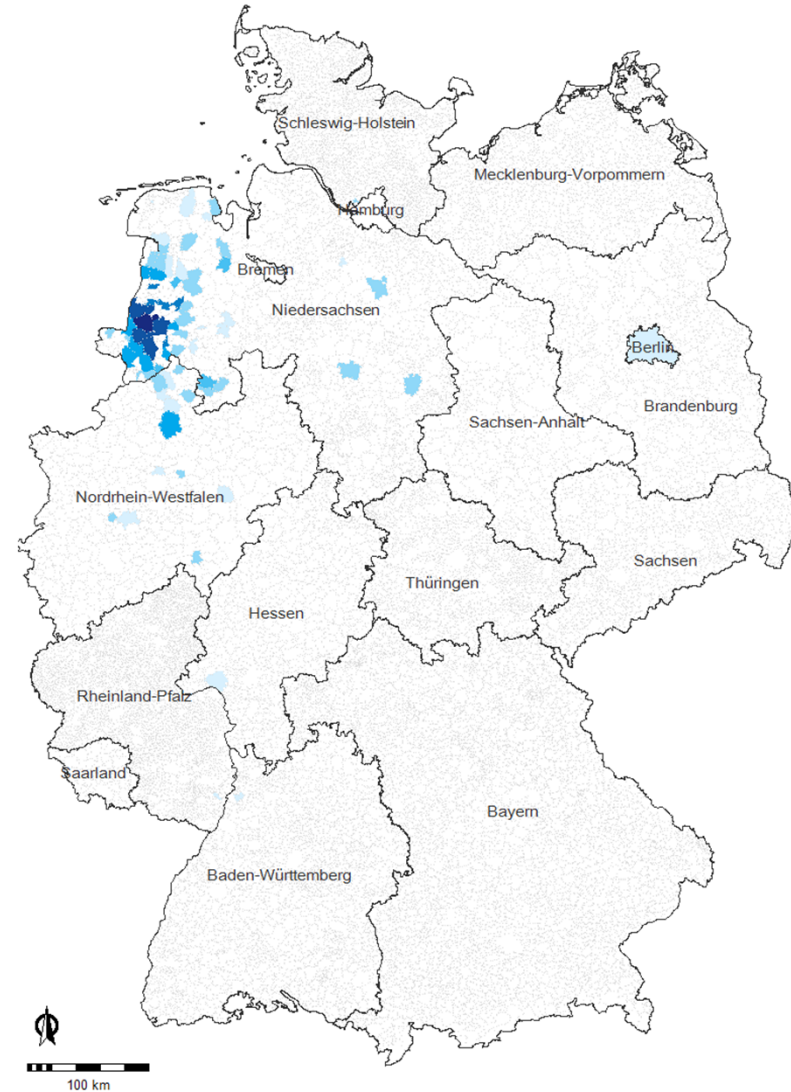 Schleswig-Holstein
Mecklenburg-Vorpommern
Hamburg
Bremen
Niedersachsen
Berlin
Brandenburg
Sachsen-Anhalt
Nordrhein-Westfalen
Sachsen
Thüringen
Hessen
Rheinland-Pfalz
Saarland
Bayern
Baden-Württemberg
100 km